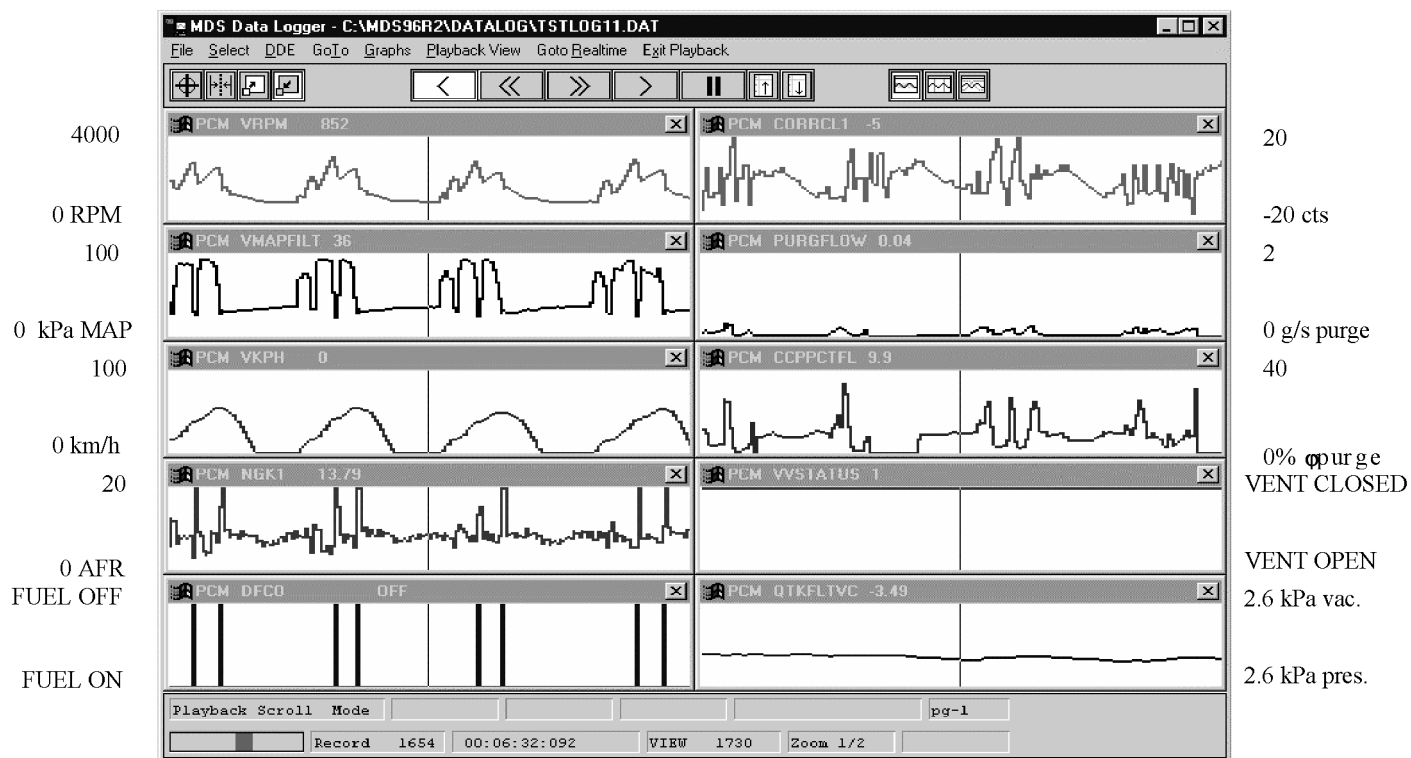 MDS Data Logger - C:\MDS96R2\DATALOG\TSTLOG11.DAT
File Select DDE GoTo Graphs Playback View Goto Realtime Exit Playback
4000
PCM VRPM 852
0 RPM
PCM CORRCL1 -5
20
-20 cts
100
PCM VMAPFILT 36
0 kPa MAP
PCM PURGFLOW 0.04
2
0 g/s purge
100
PCM VKPH 0
0 km/h
PCM CCPPCTFL 9.9
40
0% φpurge
20
PCM NGK1 13.79
0 AFR
PCM VVSTATUS 1
VENT CLOSED
VENT OPEN
FUEL OFF
PCM DFCO OFF
FUEL ON
PCM QTKFLTVC -3.49
2.6 kPa vac.
2.6 kPa pres.
Playback Scroll Mode pg-1
Record 1654 00:06:32:092 VIEW 1730 Zoom 1/2